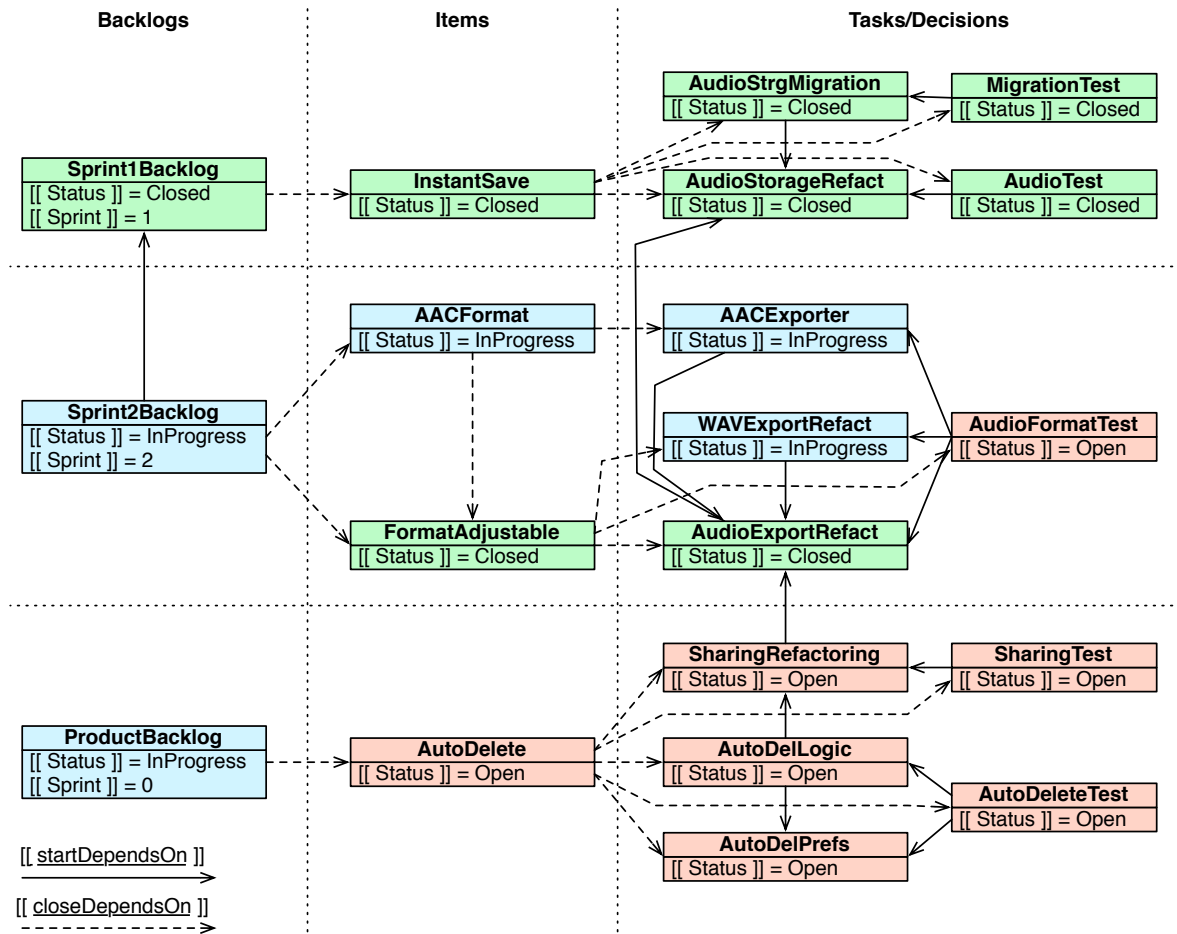 Backlogs
Items
Tasks/Decisions
AudioStrgMigration
[[ Status ]] = Closed
MigrationTest
[[ Status ]] = Closed
Sprint1Backlog
[[ Status ]] = Closed
[[ Sprint ]] = 1
InstantSave
[[ Status ]] = Closed
AudioStorageRefact
[[ Status ]] = Closed
AudioTest
[[ Status ]] = Closed
AACFormat
[[ Status ]] = InProgress
AACExporter
[[ Status ]] = InProgress
Sprint2Backlog
[[ Status ]] = InProgress
[[ Sprint ]] = 2
WAVExportRefact
[[ Status ]] = InProgress
AudioFormatTest
[[ Status ]] = Open
FormatAdjustable
[[ Status ]] = Closed
AudioExportRefact
[[ Status ]] = Closed
SharingRefactoring
[[ Status ]] = Open
SharingTest
[[ Status ]] = Open
ProductBacklog
[[ Status ]] = InProgress
[[ Sprint ]] = 0
AutoDelete
[[ Status ]] = Open
AutoDelLogic
[[ Status ]] = Open
AutoDeleteTest
[[ Status ]] = Open
AutoDelPrefs
[[ Status ]] = Open
[[ startDependsOn ]]
[[ closeDependsOn ]]